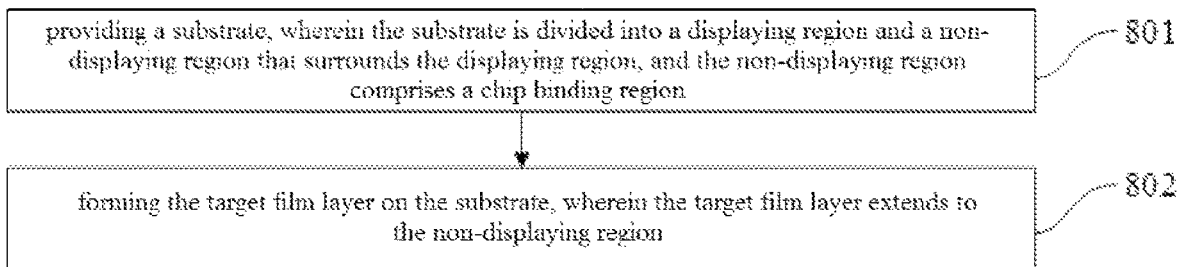 providing a substrate, wherein the substrate is divided into a displaying region and a non-
displaying region that surrounds the displaying region, and the non-displaying region
comprises a chip binding region
801
forming the target film layer on the substrate, wherein the target film layer extends to
the non-displaying region
802